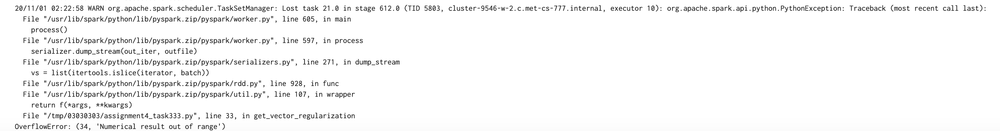 20/11/01 02:22:58 WARN org.apache.spark.scheduler.TaskSetManager: Lost task 21.0 in stage 612.0 (TID 5803, cluster-9546-w-2.c.met-cs-777.internal, executor 10): org.apache.spark.api.python.PythonException: Traceback (most recent call last):
File "/usr/lib/spark/python/lib/pyspark.zip/pyspark/worker.py", line 605, in main
process()
File "/usr/lib/spark/python/lib/pyspark.zip/pyspark/worker.py", line 597, in process
serializer.dump_stream(out_iter, outfile)
File "/usr/lib/spark/python/lib/pyspark.zip/pyspark/serializers.py", line 271, in dump_stream
vs = list(itertools.islice(iterator, batch))
File "/usr/lib/spark/python/lib/pyspark.zip/pyspark/rdd.py", line 928, in func
File "/usr/lib/spark/python/lib/pyspark.zip/pyspark/util.py", line 107, in wrapper
return f(*args, **kwargs)
File "/tmp/03030303/assignment4_task333.py", line 33, in get_vector_regularization
OverflowError: (34, 'Numerical result out of range')